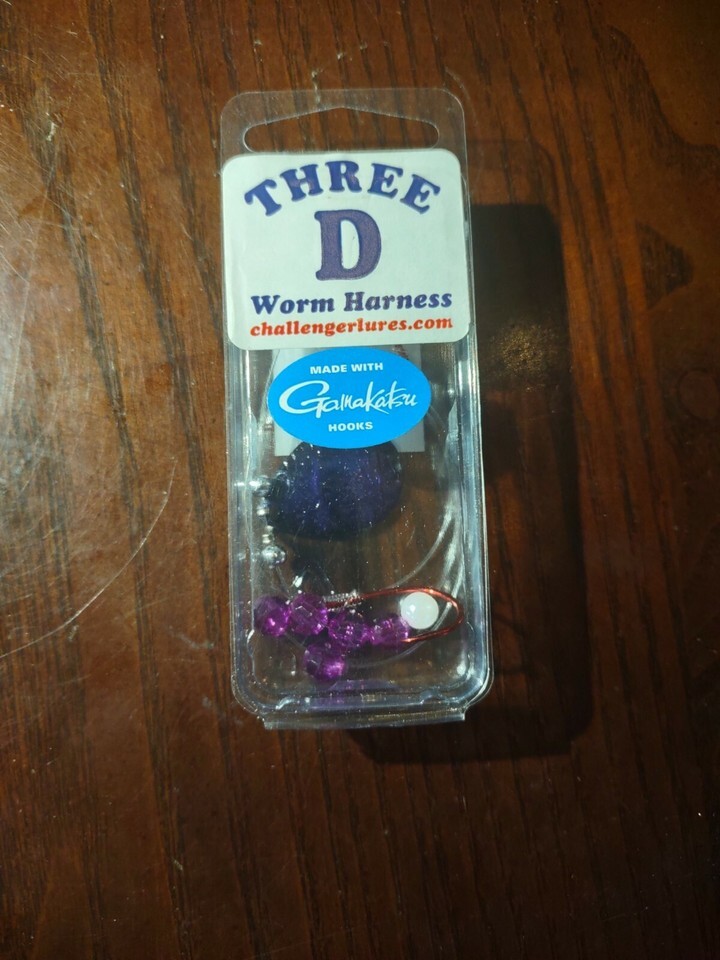 THREE
D
Worm Harness
challengerlures.com
MADE WITH
Gamakatsu
HOOKS